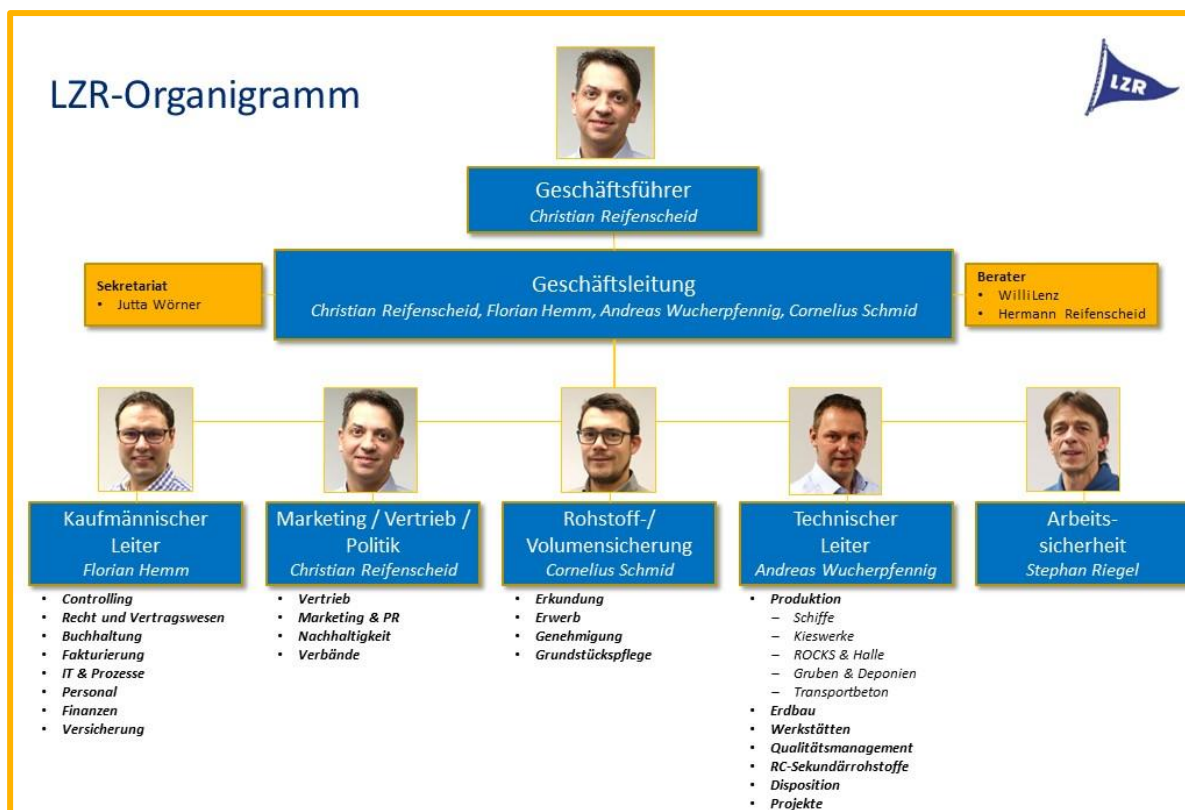 LZR-Organigramm
LZR
Geschäftsführer
Christian Reifenscheid
Geschäftsleitung
Christian Reifenscheid, Florian Hemm, Andreas Wucherpfennig, Cornelius Schmid
Sekretariat
• Jutta Wörner
Berater
• Willi Lenz
• Hermann Reifenscheid
Kaufmännischer
Leiter
Florian Hemm
• Controlling
• Recht und Vertragswesen
• Buchhaltung
• Fakturierung
• IT & Prozesse
• Personal
• Finanzen
• Versicherung
Marketing / Vertrieb /
Politik
Christian Reifenscheid
• Vertrieb
• Marketing & PR
• Nachhaltigkeit
• Verbände
Rohstoff-/
Volumensicherung
Cornelius Schmid
• Erkundung
• Erwerb
• Genehmigung
• Grundstückspflege
Technischer
Leiter
Andreas Wucherpfennig
• Produktion
– Schiffe
– Kieswerke
– ROCKS & Halle
– Gruben & Deponien
– Transportbeton
• Erdbau
• Werkstätten
• Qualitätsmanagement
• RC-Sekundärrohstoffe
• Disposition
• Projekte
Arbeits-
sicherheit
Stephan Riegel